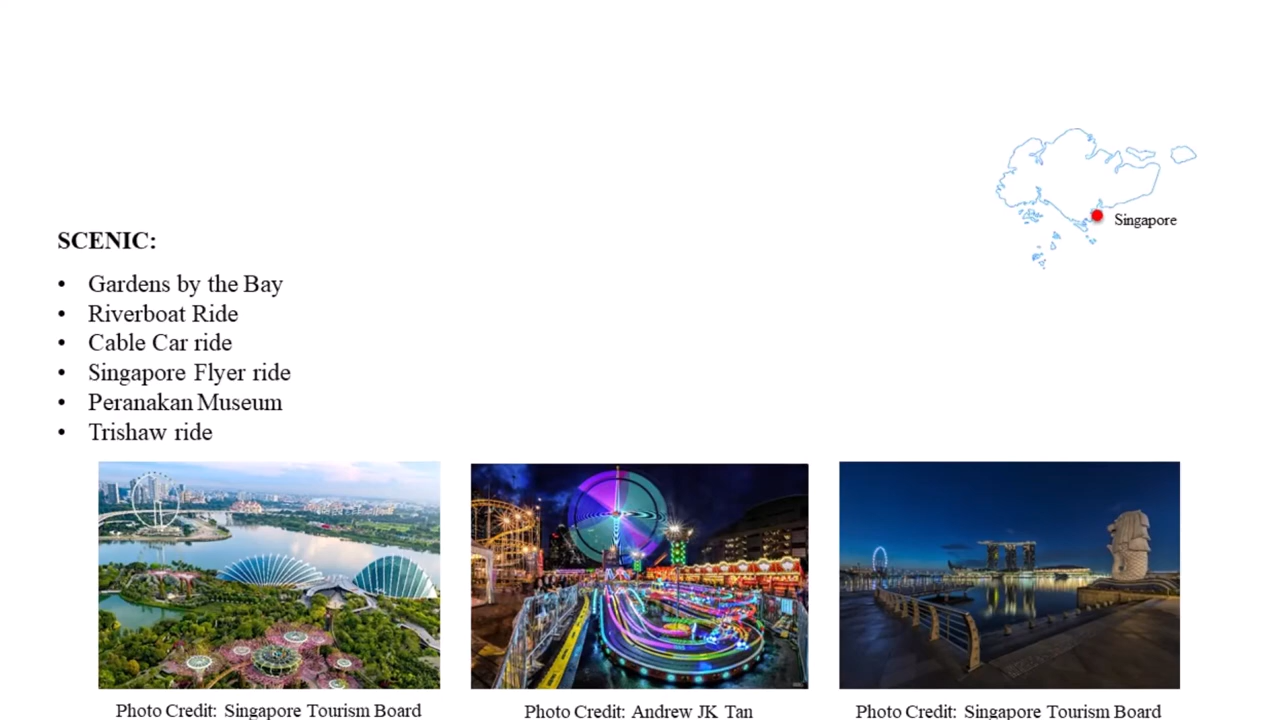 Singapore
SCENIC:
• Gardens by the Bay
• Riverboat Ride
• Cable Car ride
• Singapore Flyer ride
• Peranakan Museum
• Trishaw ride
Photo Credit: Singapore Tourism Board
Photo Credit: Andrew JK Tan
Photo Credit: Singapore Tourism Board